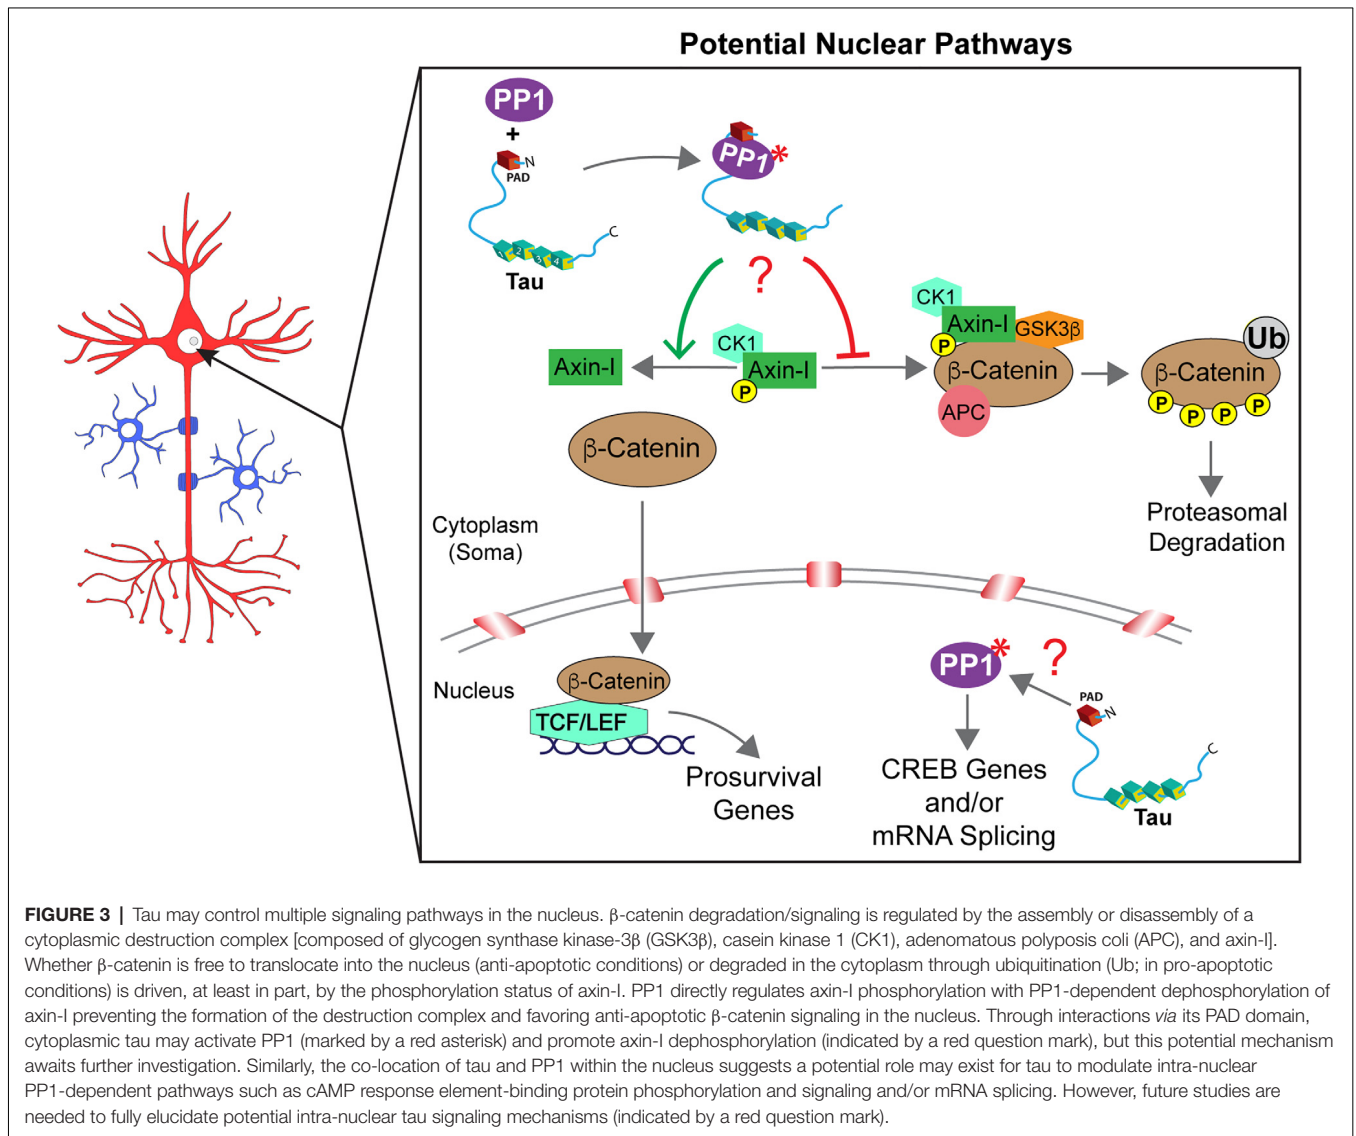 Potential Nuclear Pathways
PP1
+
N
PAD
C
1 2 3 4
Tau
PP1*
?
Axin-I
CK1
Axin-I
P
CK1
Axin-I
GSK3β
P
β-Catenin
APC
Ub
β-Catenin
P P P P
Proteasomal
Degradation
β-Catenin
Cytoplasm
(Soma)
Nucleus
β-Catenin
TCF/LEF
Prosurvival
Genes
PP1*
?
PAD
N
C
Tau
CREB Genes
and/or
mRNA Splicing
FIGURE 3 | Tau may control multiple signaling pathways in the nucleus. β-catenin degradation/signaling is regulated by the assembly or disassembly of a
cytoplasmic destruction complex [composed of glycogen synthase kinase-3β (GSK3β), casein kinase 1 (CK1), adenomatous polyposis coli (APC), and axin-I].
Whether β-catenin is free to translocate into the nucleus (anti-apoptotic conditions) or degraded in the cytoplasm through ubiquitination (Ub; in pro-apoptotic
conditions) is driven, at least in part, by the phosphorylation status of axin-I. PP1 directly regulates axin-I phosphorylation with PP1-dependent dephosphorylation of
axin-I preventing the formation of the destruction complex and favoring anti-apoptotic β-catenin signaling in the nucleus. Through interactions via its PAD domain,
cytoplasmic tau may activate PP1 (marked by a red asterisk) and promote axin-I dephosphorylation (indicated by a red question mark), but this potential mechanism
awaits further investigation. Similarly, the co-location of tau and PP1 within the nucleus suggests a potential role may exist for tau to modulate intra-nuclear
PP1-dependent pathways such as cAMP response element-binding protein phosphorylation and signaling and/or mRNA splicing. However, future studies are
needed to fully elucidate potential intra-nuclear tau signaling mechanisms (indicated by a red question mark).